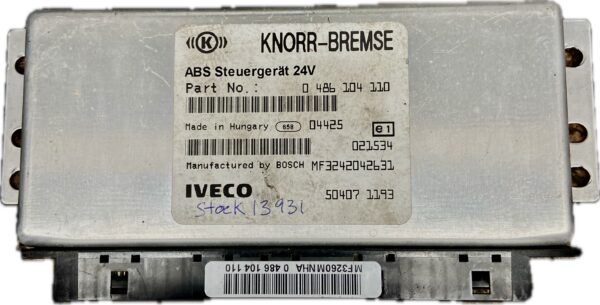 ((K)) KNORR-BREMSE
ABS Steuergerät 24V
Part No.: 0 486 104 110
Made in Hungary 658 04425 e1
021534
Manufactured by BOSCH MF3242042631
IVECO 50407 1193
Stock 13931
MF3260MNHA 0 486 104 110